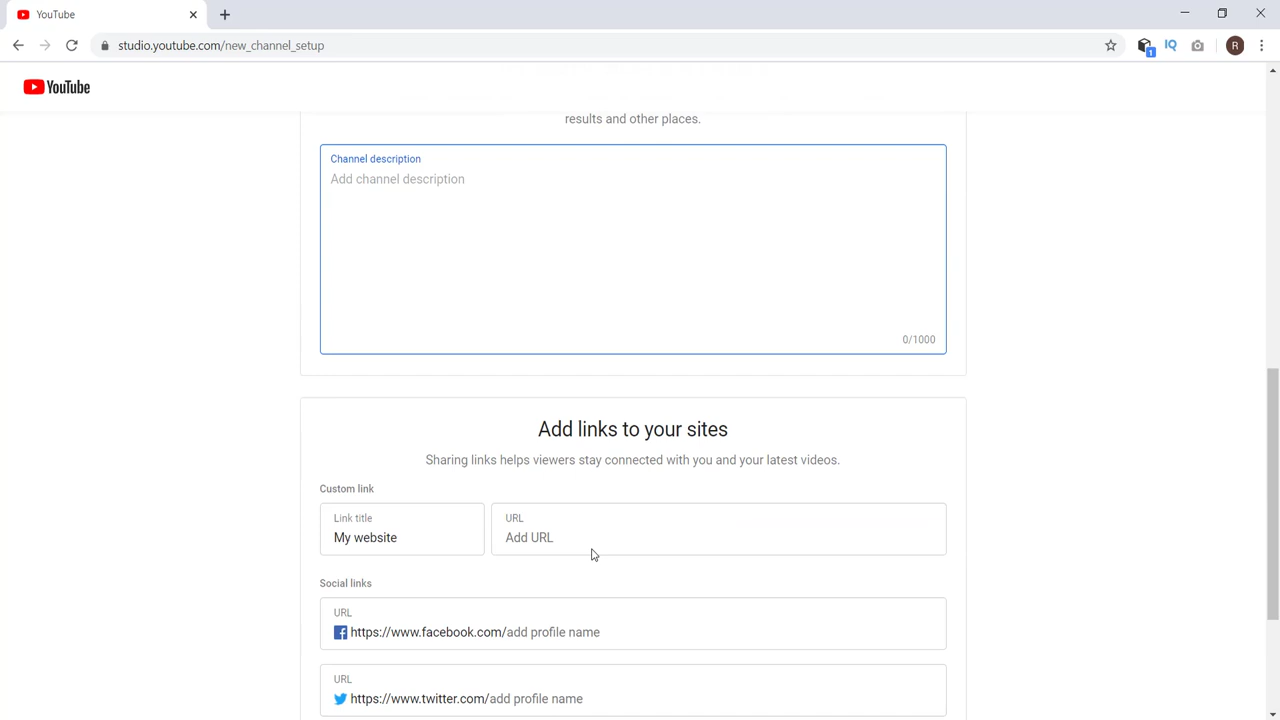 YouTube
studio.youtube.com/new_channel_setup
1
IQ
R
YouTube
results and other places.
Channel description
Add channel description
0/1000
Add links to your sites
Sharing links helps viewers stay connected with you and your latest videos.
Custom link
Link title
My website
URL
Add URL
Social links
URL
https://www.facebook.com/add profile name
URL
https://www.twitter.com/add profile name